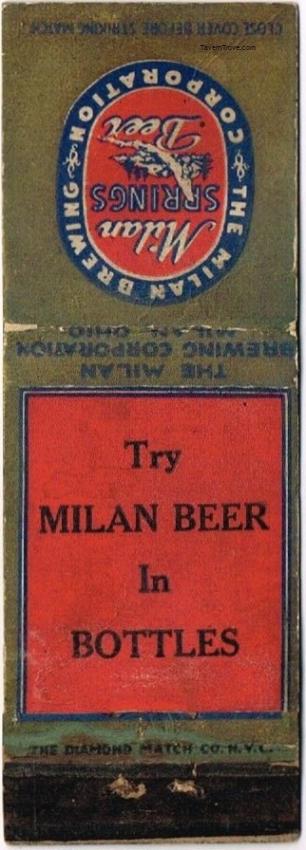 CLOSE COVER BEFORE STRIKING MATCH
TavernTrove.com
THE MILAN BREWING CORPORATION
Milan
SPRINGS
Beer
THE MILAN
BREWING CORPORATION
MILAN, OHIO
Try
MILAN BEER
In
BOTTLES
THE DIAMOND MATCH CO. N.Y.C.